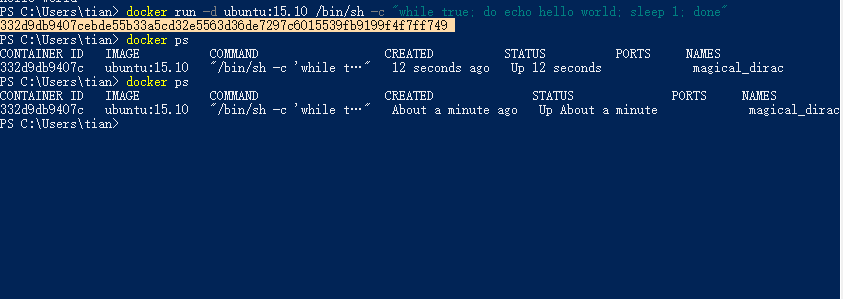 PS C:\Users\tian> docker run -d ubuntu:15.10 /bin/sh -c "while true; do echo hello world; sleep 1; done"
332d9db9407cebde55b33a5cd32e5563d36de7297c6015539fb9199f4f7ff749
PS C:\Users\tian> docker ps
CONTAINER ID IMAGE COMMAND CREATED STATUS PORTS NAMES
332d9db9407c ubuntu:15.10 "/bin/sh -c 'while t…" 12 seconds ago Up 12 seconds magical_dirac
PS C:\Users\tian> docker ps
CONTAINER ID IMAGE COMMAND CREATED STATUS PORTS NAMES
332d9db9407c ubuntu:15.10 "/bin/sh -c 'while t…" About a minute ago Up About a minute magical_dirac
PS C:\Users\tian>